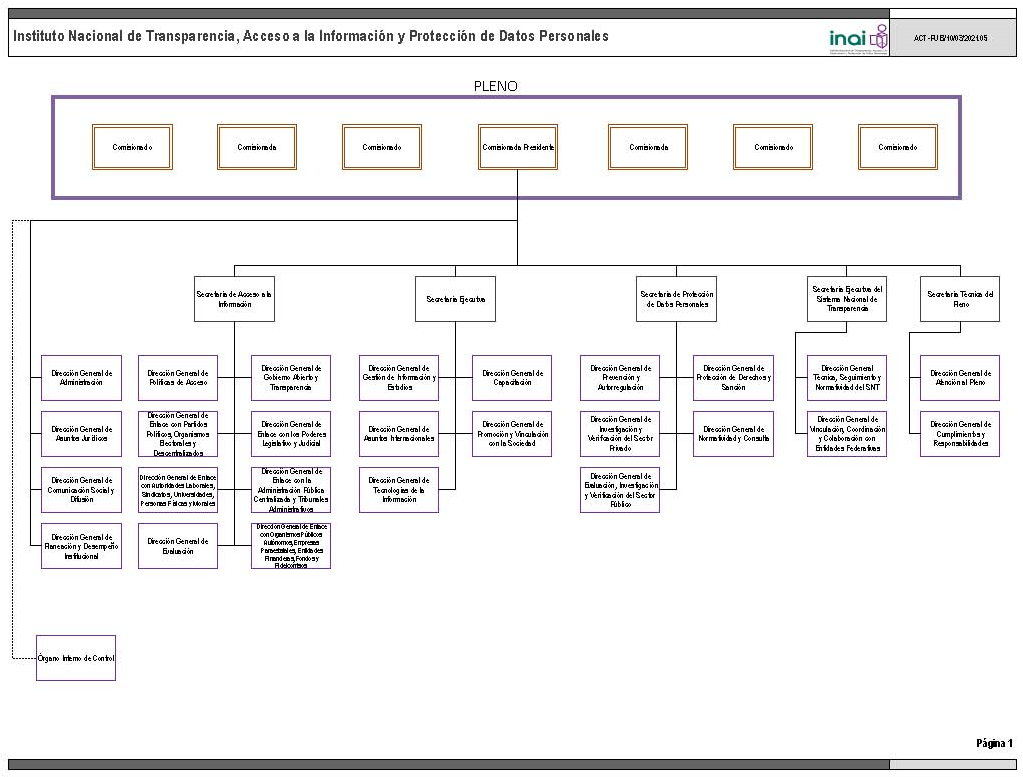 Instituto Nacional de Transparencia, Acceso a la Información y Protección de Datos Personales
inai
ACT-PUB/10/03/2021.05
PLENO
Comisionado
Comisionada
Comisionado
Comisionada Presidente
Comisionada
Comisionado
Comisionado
Secretaría de Acceso a la
Información
Secretaría Ejecutiva
Secretaría de Protección
de Datos Personales
Secretaría Ejecutiva del
Sistema Nacional de
Transparencia
Secretaría Técnica del
Pleno
Dirección General de
Administración
Dirección General de
Políticas de Acceso
Dirección General de
Gobierno Abierto y
Transparencia
Dirección General de
Gestión de Información y
Estudios
Dirección General de
Capacitación
Dirección General de
Prevención y
Autorregulación
Dirección General de
Protección de Derechos y
Sanción
Dirección General
Técnica, Seguimiento y
Normatividad del SNT
Dirección General de
Atención al Pleno
Dirección General de
Asuntos Jurídicos
Dirección General de
Enlace con Partidos
Políticos, Organismos
Electorales y
Descentralizados
Dirección General de
Enlace con los Poderes
Legislativo y Judicial
Dirección General de
Asuntos Internacionales
Dirección General de
Promoción y Vinculación
con la Sociedad
Dirección General de
Investigación y
Verificación del Sector
Privado
Dirección General de
Normatividad y Consulta
Dirección General de
Vinculación, Coordinación
y Colaboración con
Entidades Federativas
Dirección General de
Cumplimientos y
Responsabilidades
Dirección General de
Comunicación Social y
Difusión
Dirección General de Enlace
con Autoridades Laborales,
Sindicatos, Universidades,
Personas Físicas y Morales
Dirección General de
Enlace con la
Administración Pública
Centralizada y Tribunales
Administrativos
Dirección General de
Tecnologías de la
Información
Dirección General de
Evaluación, Investigación
y Verificación del Sector
Público
Dirección General de
Planeación y Desempeño
Institucional
Dirección General de
Evaluación
Dirección General de Enlace
con Organismos Públicos
Autónomos, Empresas
Paraestatales, Entidades
Financieras, Fondos y
Fideicomisos
Órgano Interno de Control
Página 1